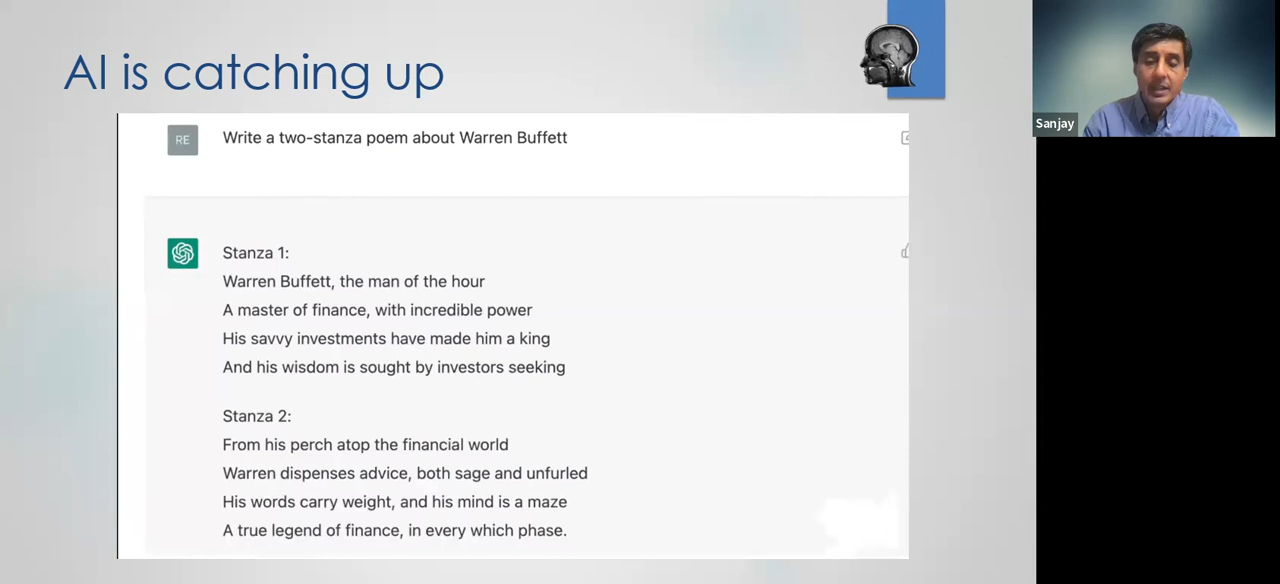 AI is catching up
Sanjay
RE
Write a two-stanza poem about Warren Buffett
Stanza 1:
Warren Buffett, the man of the hour
A master of finance, with incredible power
His savvy investments have made him a king
And his wisdom is sought by investors seeking
Stanza 2:
From his perch atop the financial world
Warren dispenses advice, both sage and unfurled
His words carry weight, and his mind is a maze
A true legend of finance, in every which phase.